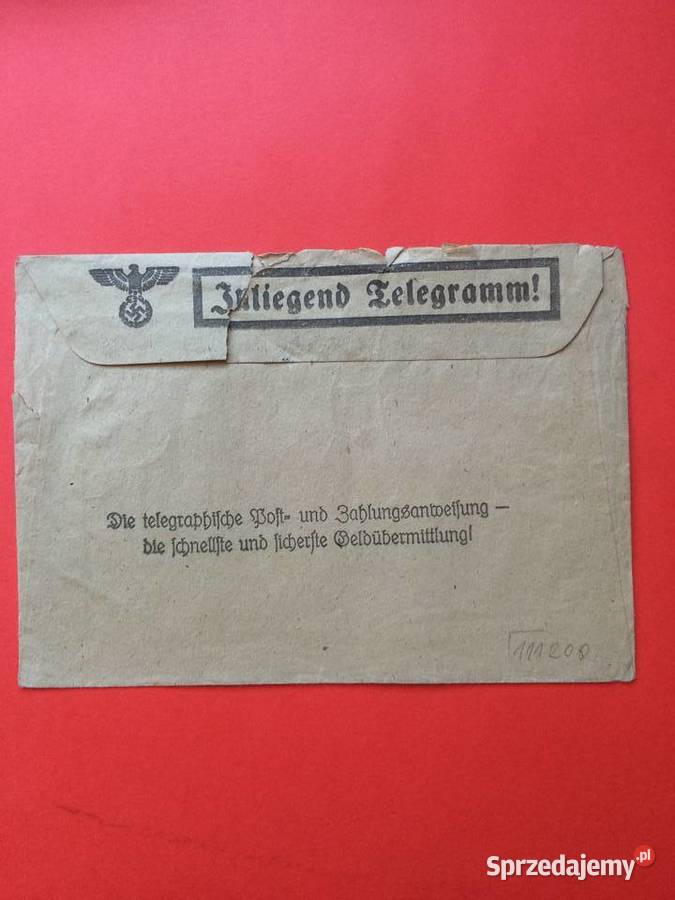 Inliegend Telegramm!
Die telegraphische Post- und Zahlungsanweisung —
die schnellste und sicherste Geldübermittlung!
111208
Sprzedajemy.pl